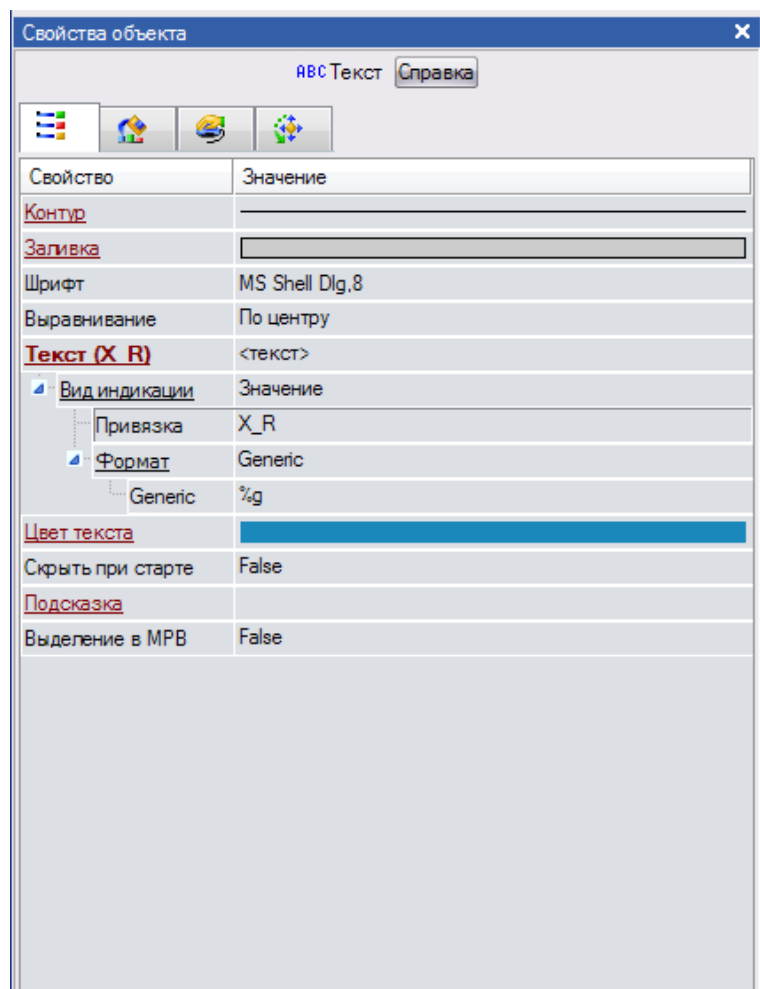 Свойства объекта
ABC Текст Справка
Свойство Значение
Контур
Заливка
Шрифт MS Shell Dlg,8
Выравнивание По центру
Текст (X_R) <текст>
Вид индикации Значение
Привязка X_R
Формат Generic
Generic %g
Цвет текста
Скрыть при старте False
Подсказка
Выделение в МРВ False